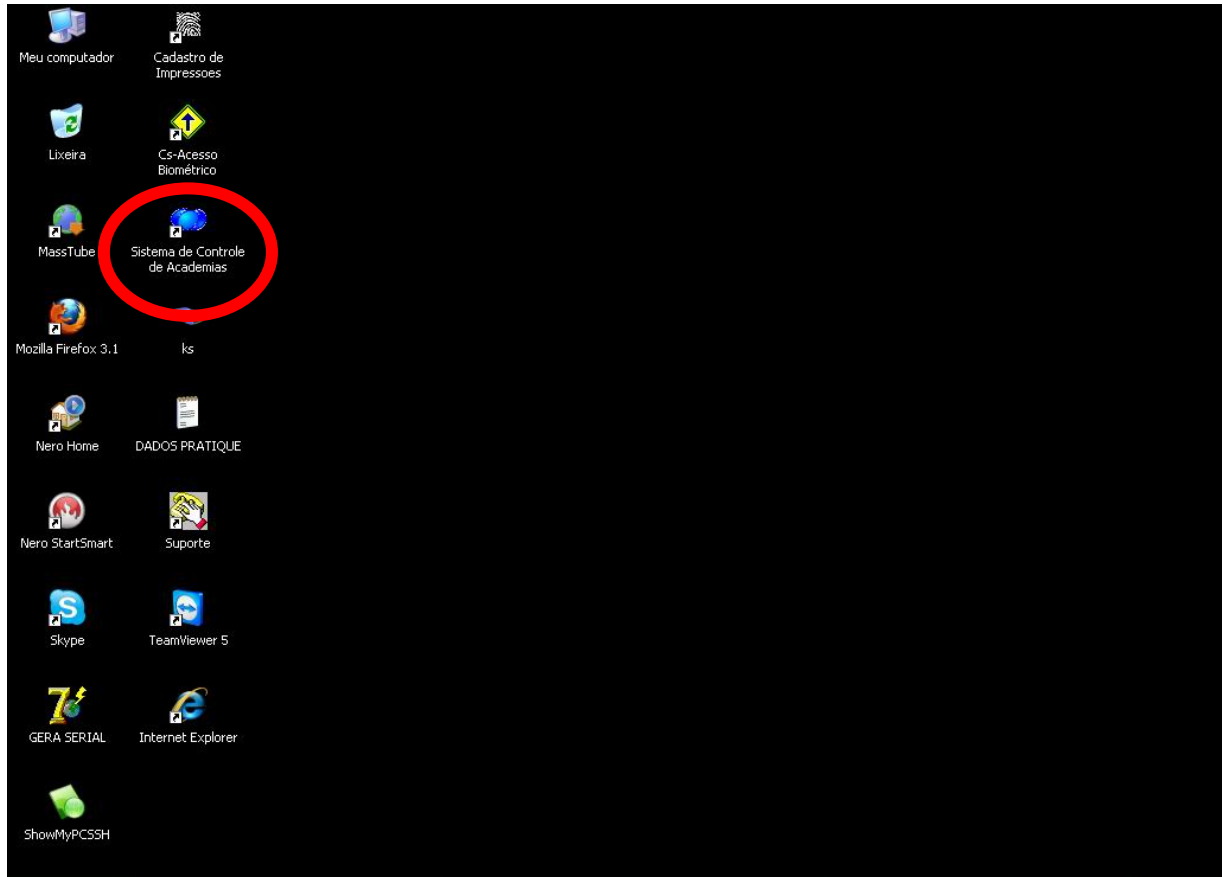 Meu computador
Cadastro de
Impressoes
Lixeira
Cs-Acesso
Biométrico
MassTube
Sistema de Controle
de Academias
Mozilla Firefox 3.1
ks
Nero Home
DADOS PRATIQUE
Nero StartSmart
Suporte
Skype
TeamViewer 5
GERA SERIAL
Internet Explorer
ShowMyPCSSH